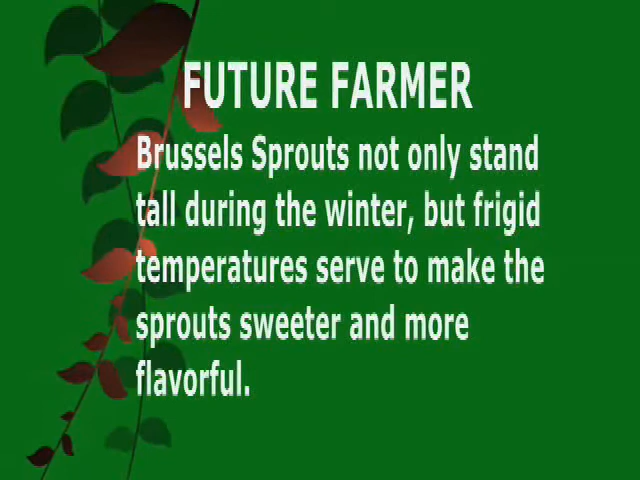 FUTURE FARMER
Brussels Sprouts not only stand
tall during the winter, but frigid
temperatures serve to make the
sprouts sweeter and more
flavorful.